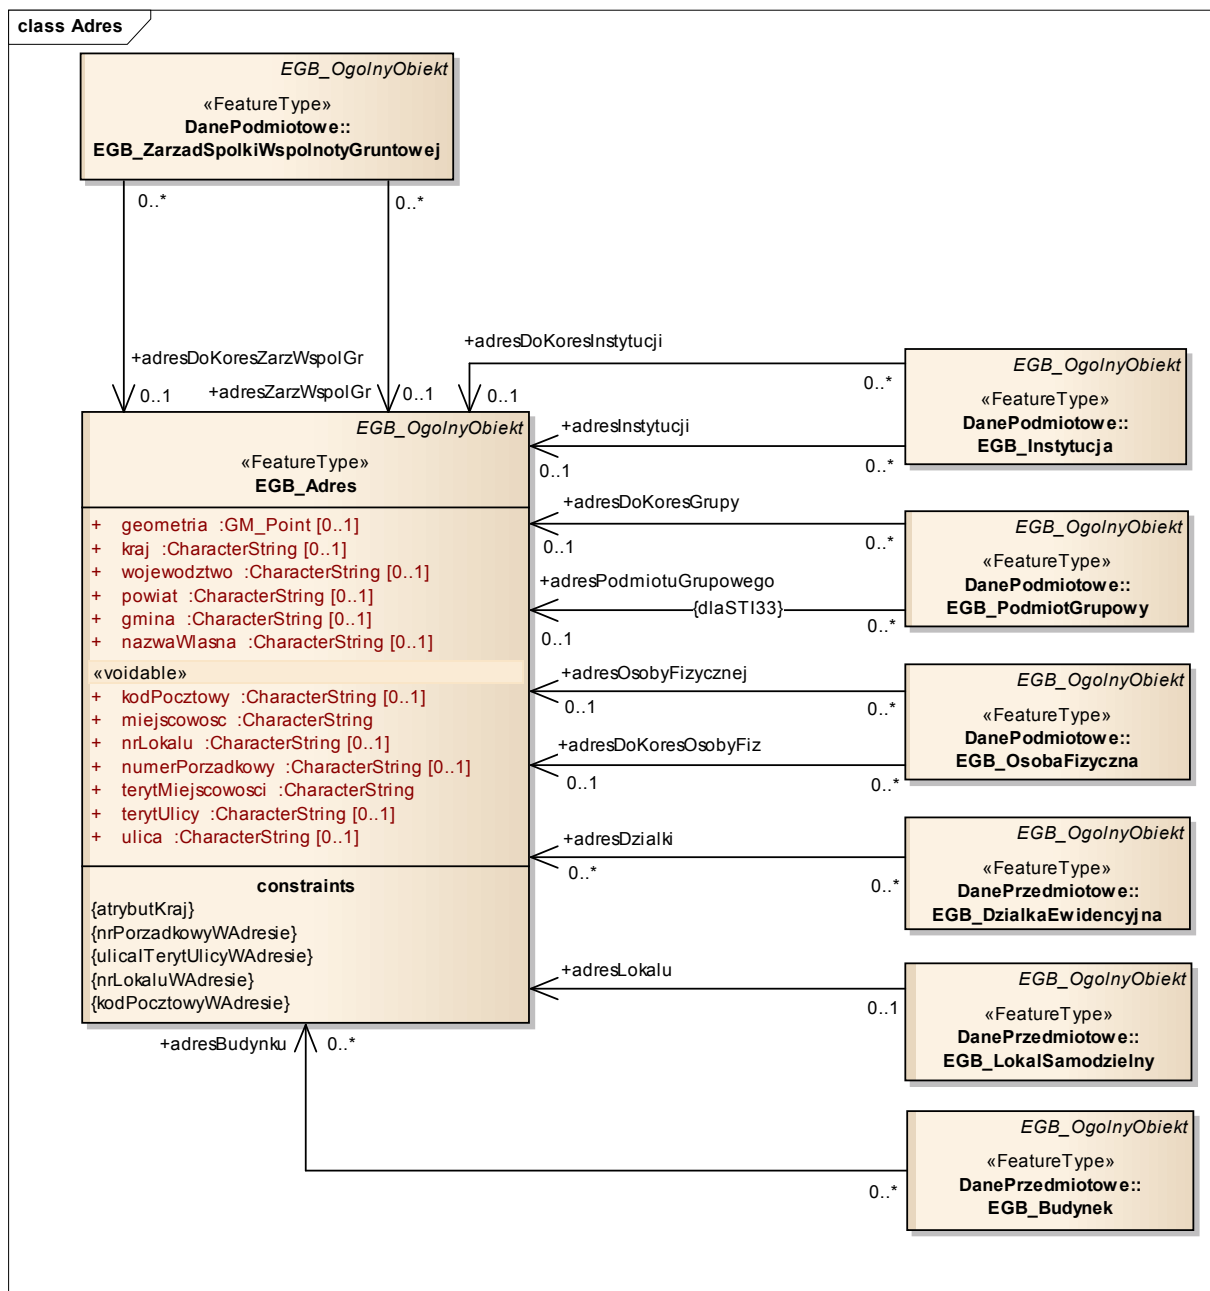 class Adres
EGB_OgolnyObiekt
«FeatureType»
DanePodmiotowe::
EGB_ZarzadSpolkiWspolnotyGruntowej
0..*
0..*
+adresDoKoresZarzWspolGr
0..1
+adresZarzWspolGr
0..1
+adresDoKoresInstytucji
0..1
0..*
EGB_OgolnyObiekt
«FeatureType»
DanePodmiotowe::
EGB_Instytucja
+adresInstytucji
0..1
0..*
EGB_OgolnyObiekt
«FeatureType»
EGB_Adres
+ geometria :GM_Point [0..1]
+ kraj :CharacterString [0..1]
+ wojewodztwo :CharacterString [0..1]
+ powiat :CharacterString [0..1]
+ gmina :CharacterString [0..1]
+ nazwaWlasna :CharacterString [0..1]
«voidable»
+ kodPocztowy :CharacterString [0..1]
+ miejscowosc :CharacterString
+ nrLokalu :CharacterString [0..1]
+ numerPorzadkowy :CharacterString [0..1]
+ terytMiejscowosci :CharacterString
+ terytUlicy :CharacterString [0..1]
+ ulica :CharacterString [0..1]
constraints
{atrybutKraj}
{nrPorzadkowyWAdresie}
{ulicaITerytUlicyWAdresie}
{nrLokaluWAdresie}
{kodPocztowyWAdresie}
+adresDoKoresGrupy
0..1
0..*
+adresPodmiotuGrupowego
{dlaSTI33}
0..1
0..*
EGB_OgolnyObiekt
«FeatureType»
DanePodmiotowe::
EGB_PodmiotGrupowy
+adresOsobyFizycznej
0..1
0..*
+adresDoKoresOsobyFiz
0..1
0..*
EGB_OgolnyObiekt
«FeatureType»
DanePodmiotowe::
EGB_OsobaFizyczna
+adresDzialki
0..*
0..*
EGB_OgolnyObiekt
«FeatureType»
DanePrzedmiotowe::
EGB_DzialkaEwidencyjna
+adresLokalu
0..1
EGB_OgolnyObiekt
«FeatureType»
DanePrzedmiotowe::
EGB_LokalSamodzielny
+adresBudynku
0..*
0..*
EGB_OgolnyObiekt
«FeatureType»
DanePrzedmiotowe::
EGB_Budynek